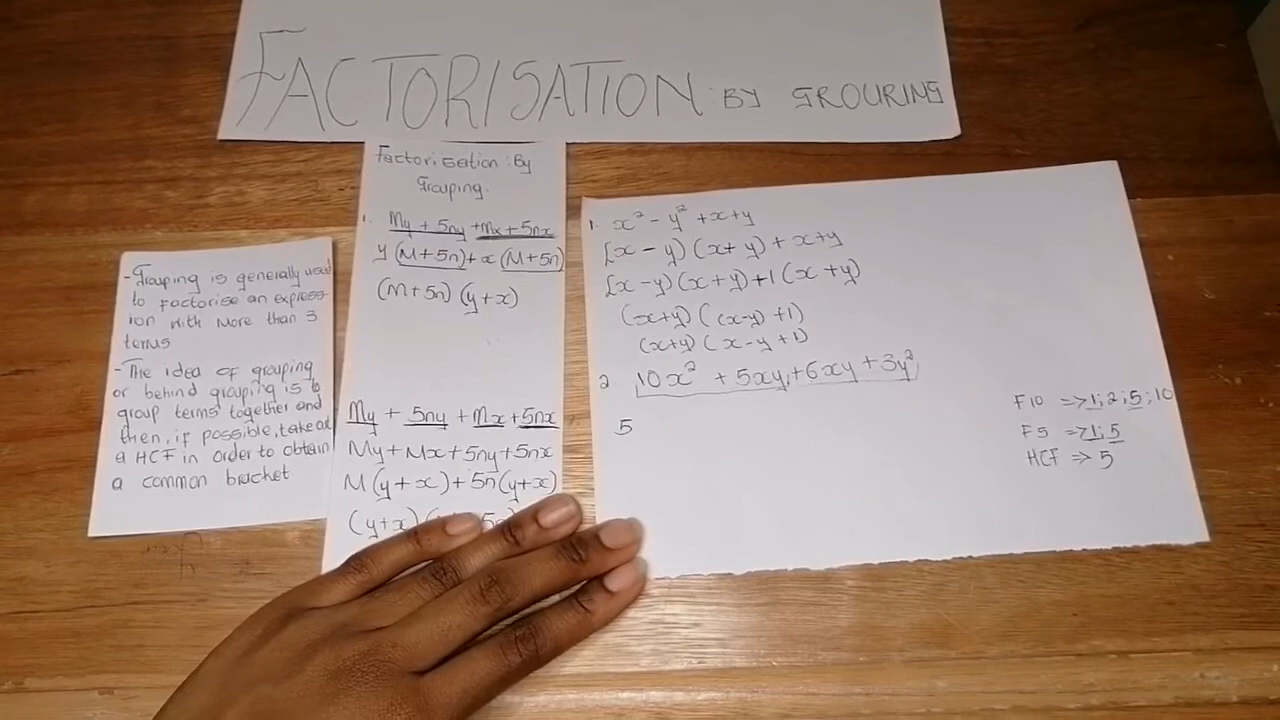 FACTORISATION : BY GROURING
Factorisation : By
Grouping.
1. My + 5ny + Mx + 5nx
y (M + 5n) + x (M + 5n)
(M + 5n) (y + x)
My + 5ny + Mx + 5nx
My + Mx + 5ny + 5nx
M (y + x) + 5n (y + x)
(y + x)
- Grouping is generally used
to factorise an express-
ion with more than 3
terms
- The idea of grouping
or behind grouping is to
group terms together and
then, if possible, take out
a HCF in order to obtain
a common bracket
1. x² - y² + x + y
(x - y) (x + y) + x + y
(x - y) (x + y) + 1 (x + y)
(x + y) ((x - y) + 1)
(x + y) (x - y + 1)
2 10x² + 5xy + 6xy + 3y²
5
F10 => 1; 2; 5; 10
F5 => 1; 5
HCF => 5